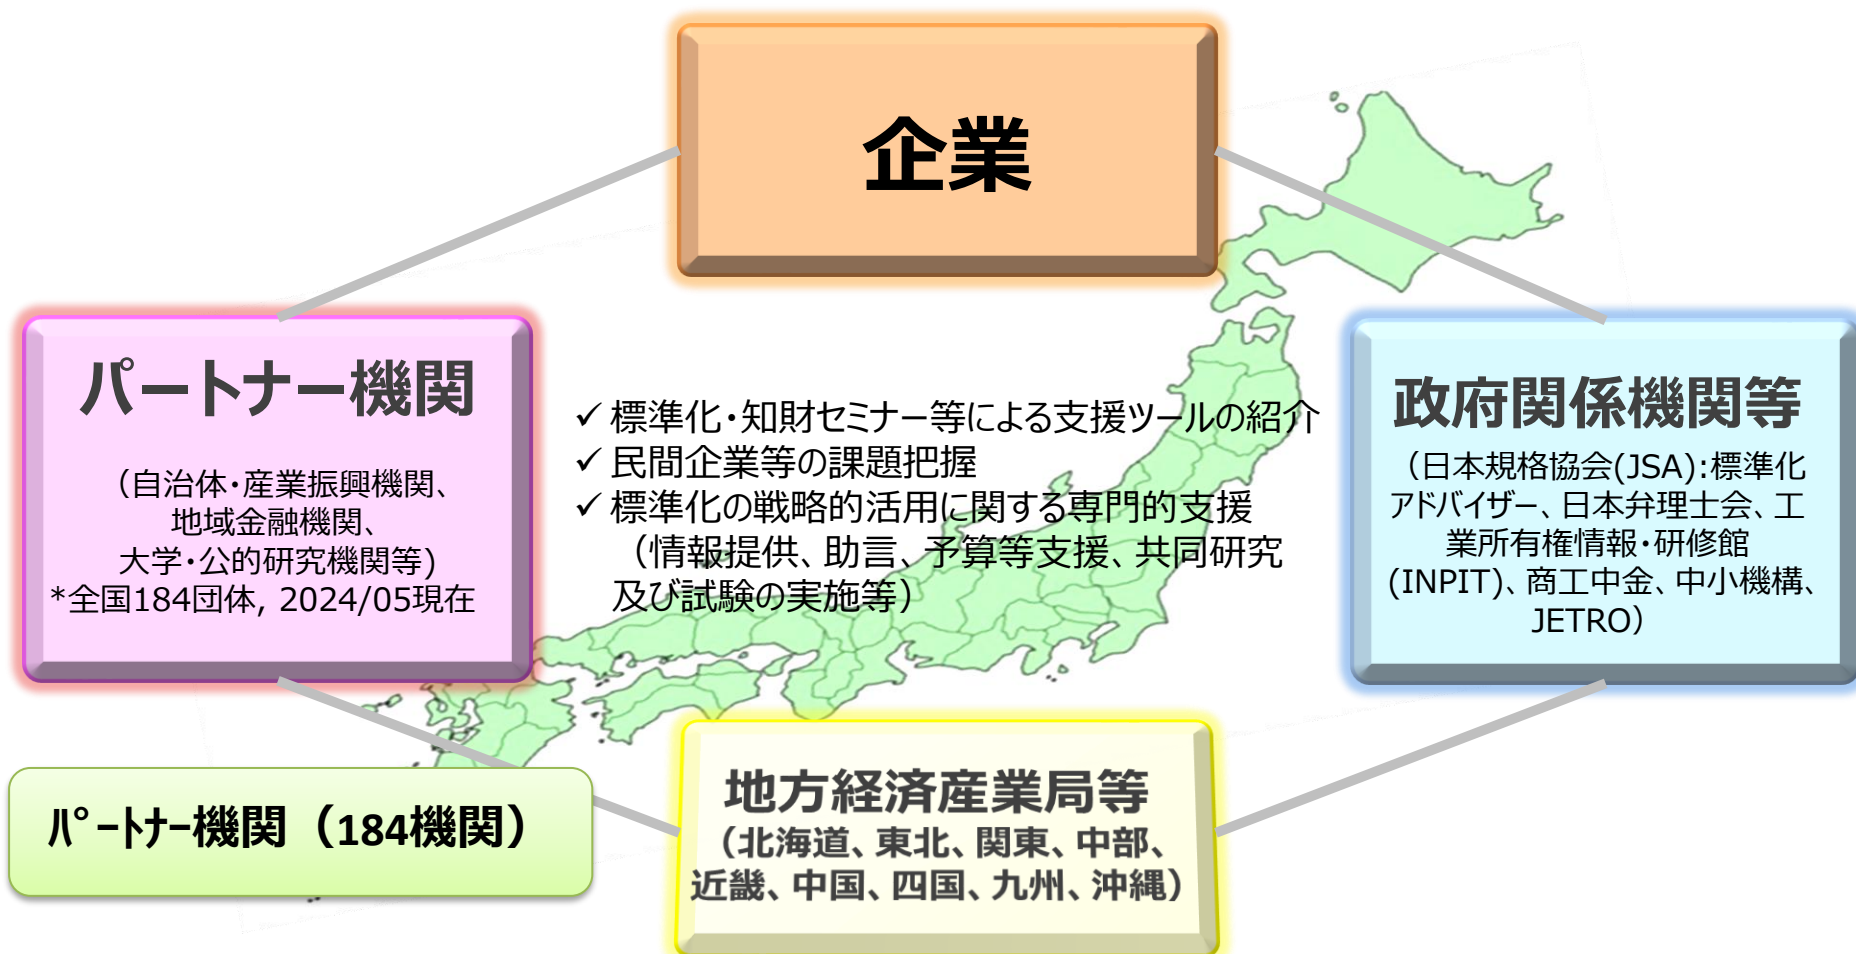 企業
パートナー機関
（自治体・産業振興機関、
地域金融機関、
大学・公的研究機関等）
*全国184団体, 2024/05現在
✓ 標準化・知財セミナー等による支援ツールの紹介
✓ 民間企業等の課題把握
✓ 標準化の戦略的活用に関する専門的支援
（情報提供、助言、予算等支援、共同研究
及び試験の実施等）
政府関係機関等
（日本規格協会(JSA):標準化
アドバイザー、日本弁理士会、工
業所有権情報・研修館
(INPIT)、商工中金、中小機構、
JETRO）
ﾊﾟｰﾄﾅｰ機関（184機関）
地方経済産業局等
（北海道、東北、関東、中部、
近畿、中国、四国、九州、沖縄）